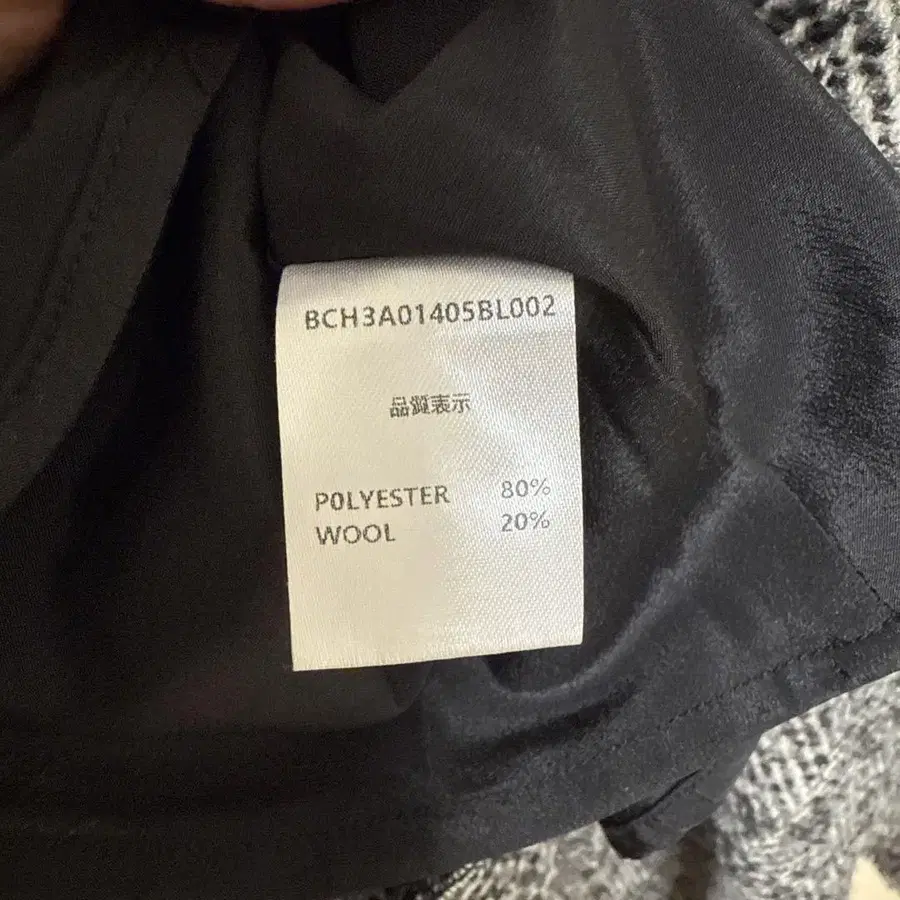 BCH3A01405BL002
品質表示
POLYESTER 80%
WOOL 20%